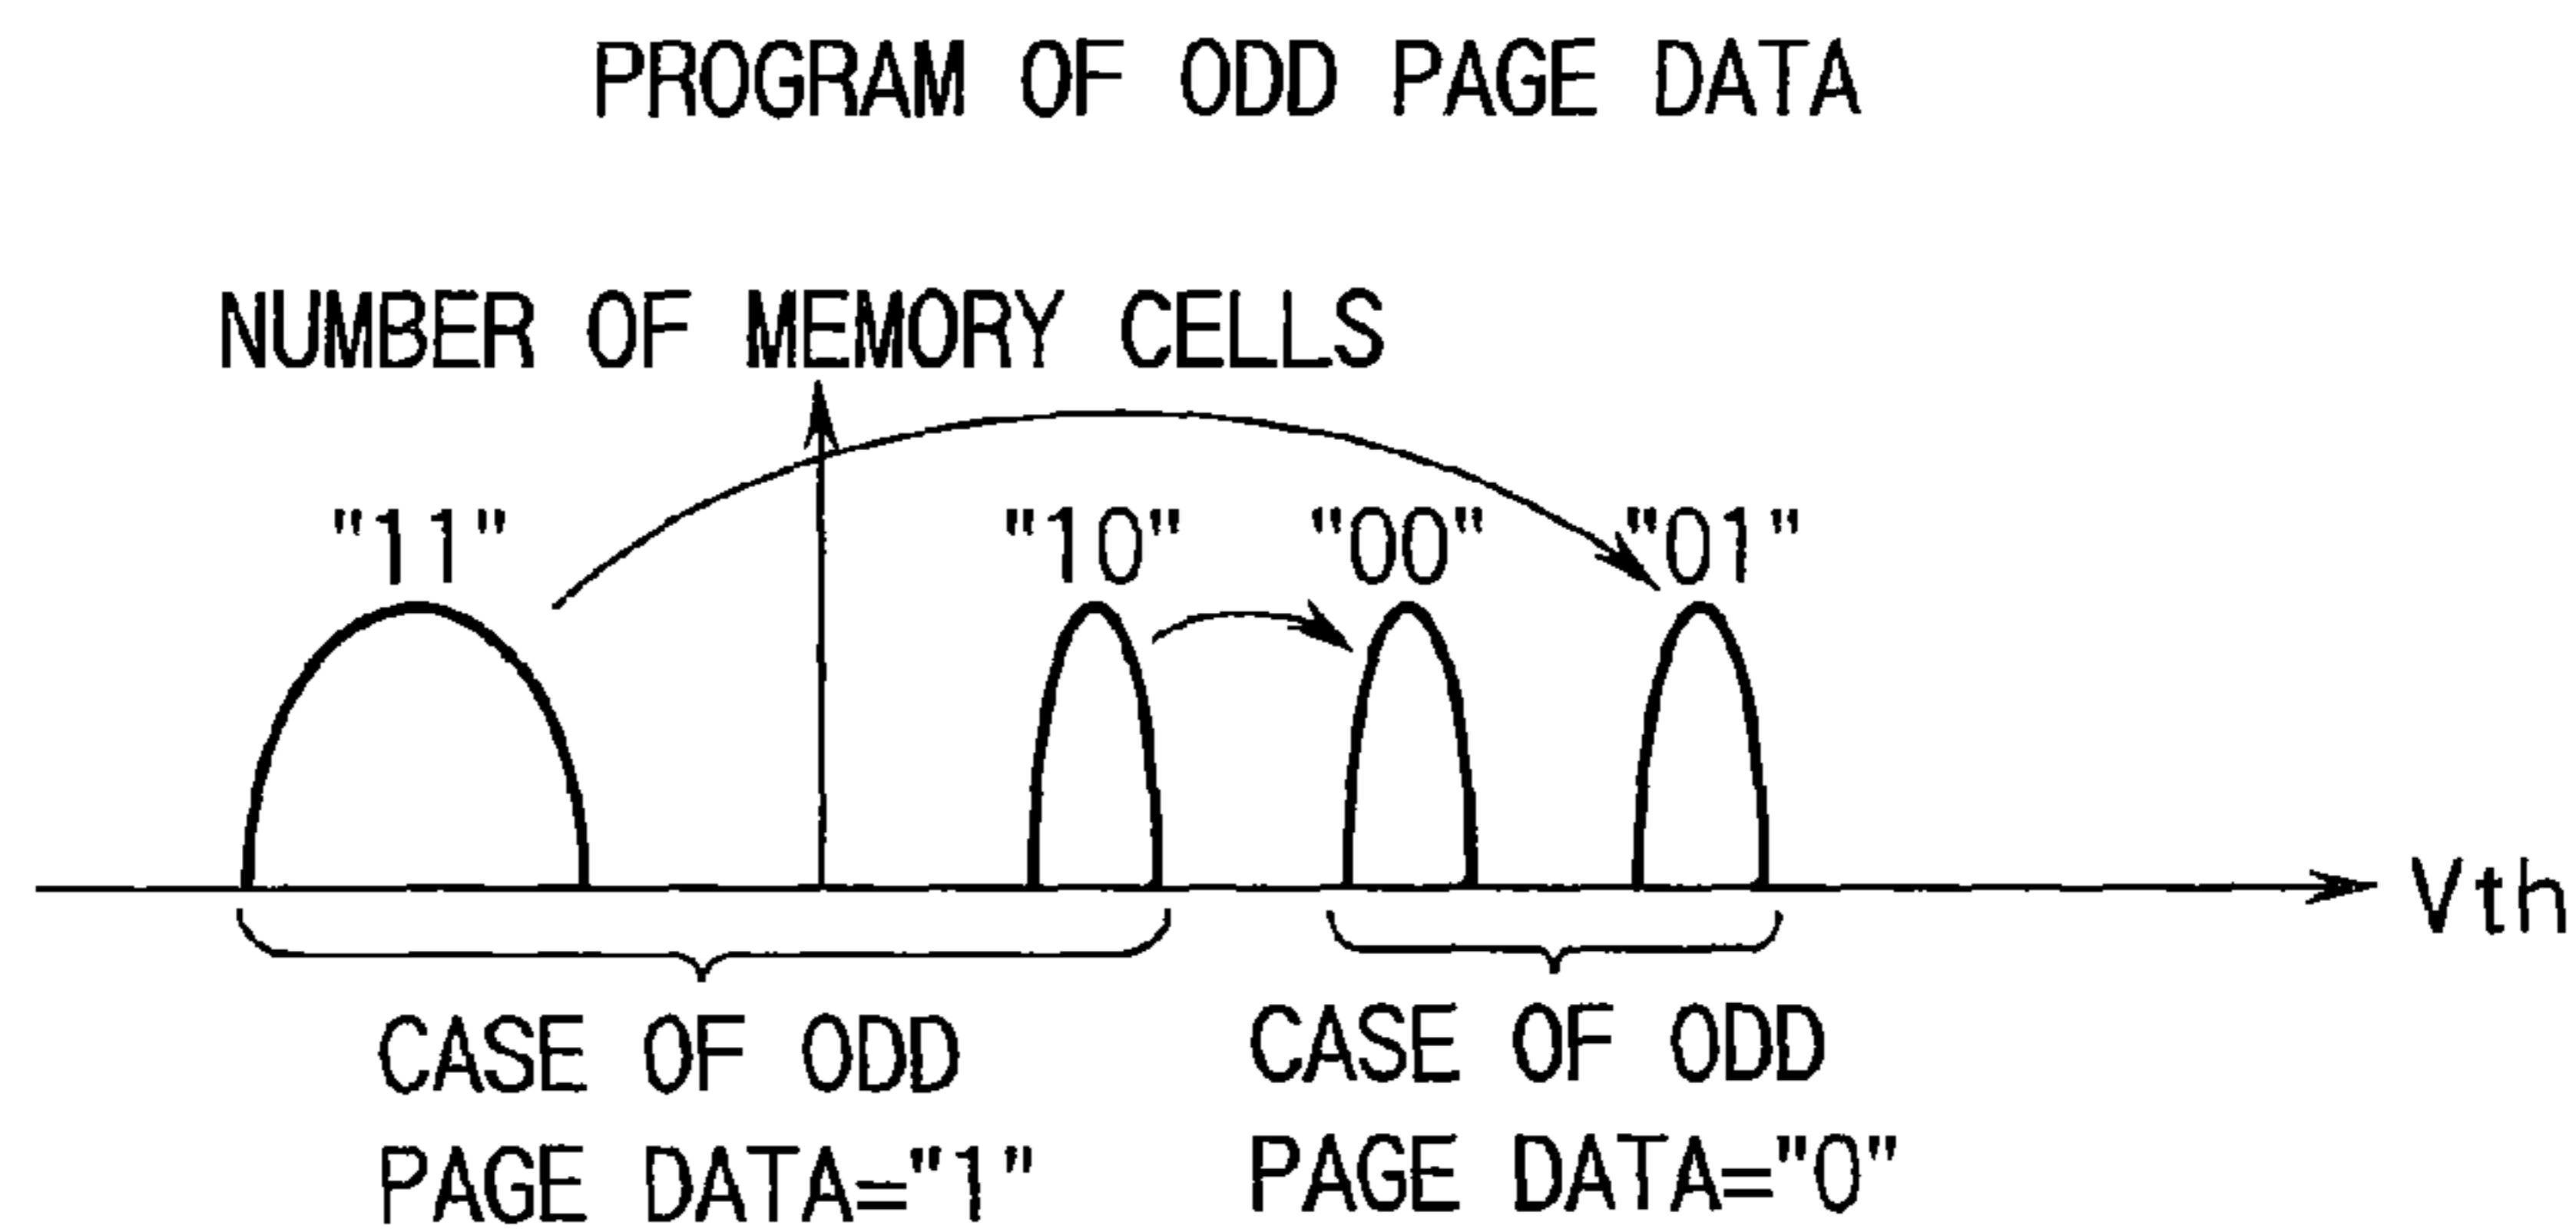 PROGRAM OF ODD PAGE DATA
NUMBER OF MEMORY CELLS
"11" "10" "00" "01"
Vth
CASE OF ODD
PAGE DATA="1"
CASE OF ODD
PAGE DATA="0"